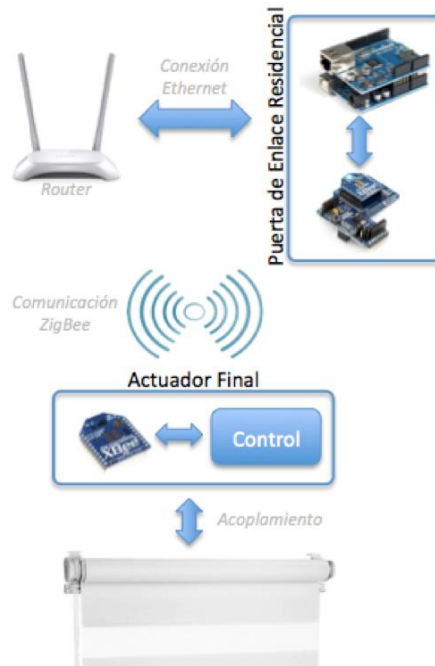 Conexión
Ethernet
Router
Puerta de Enlace Residencial
Comunicación
ZigBee
Actuador Final
XBee
Control
Acoplamiento